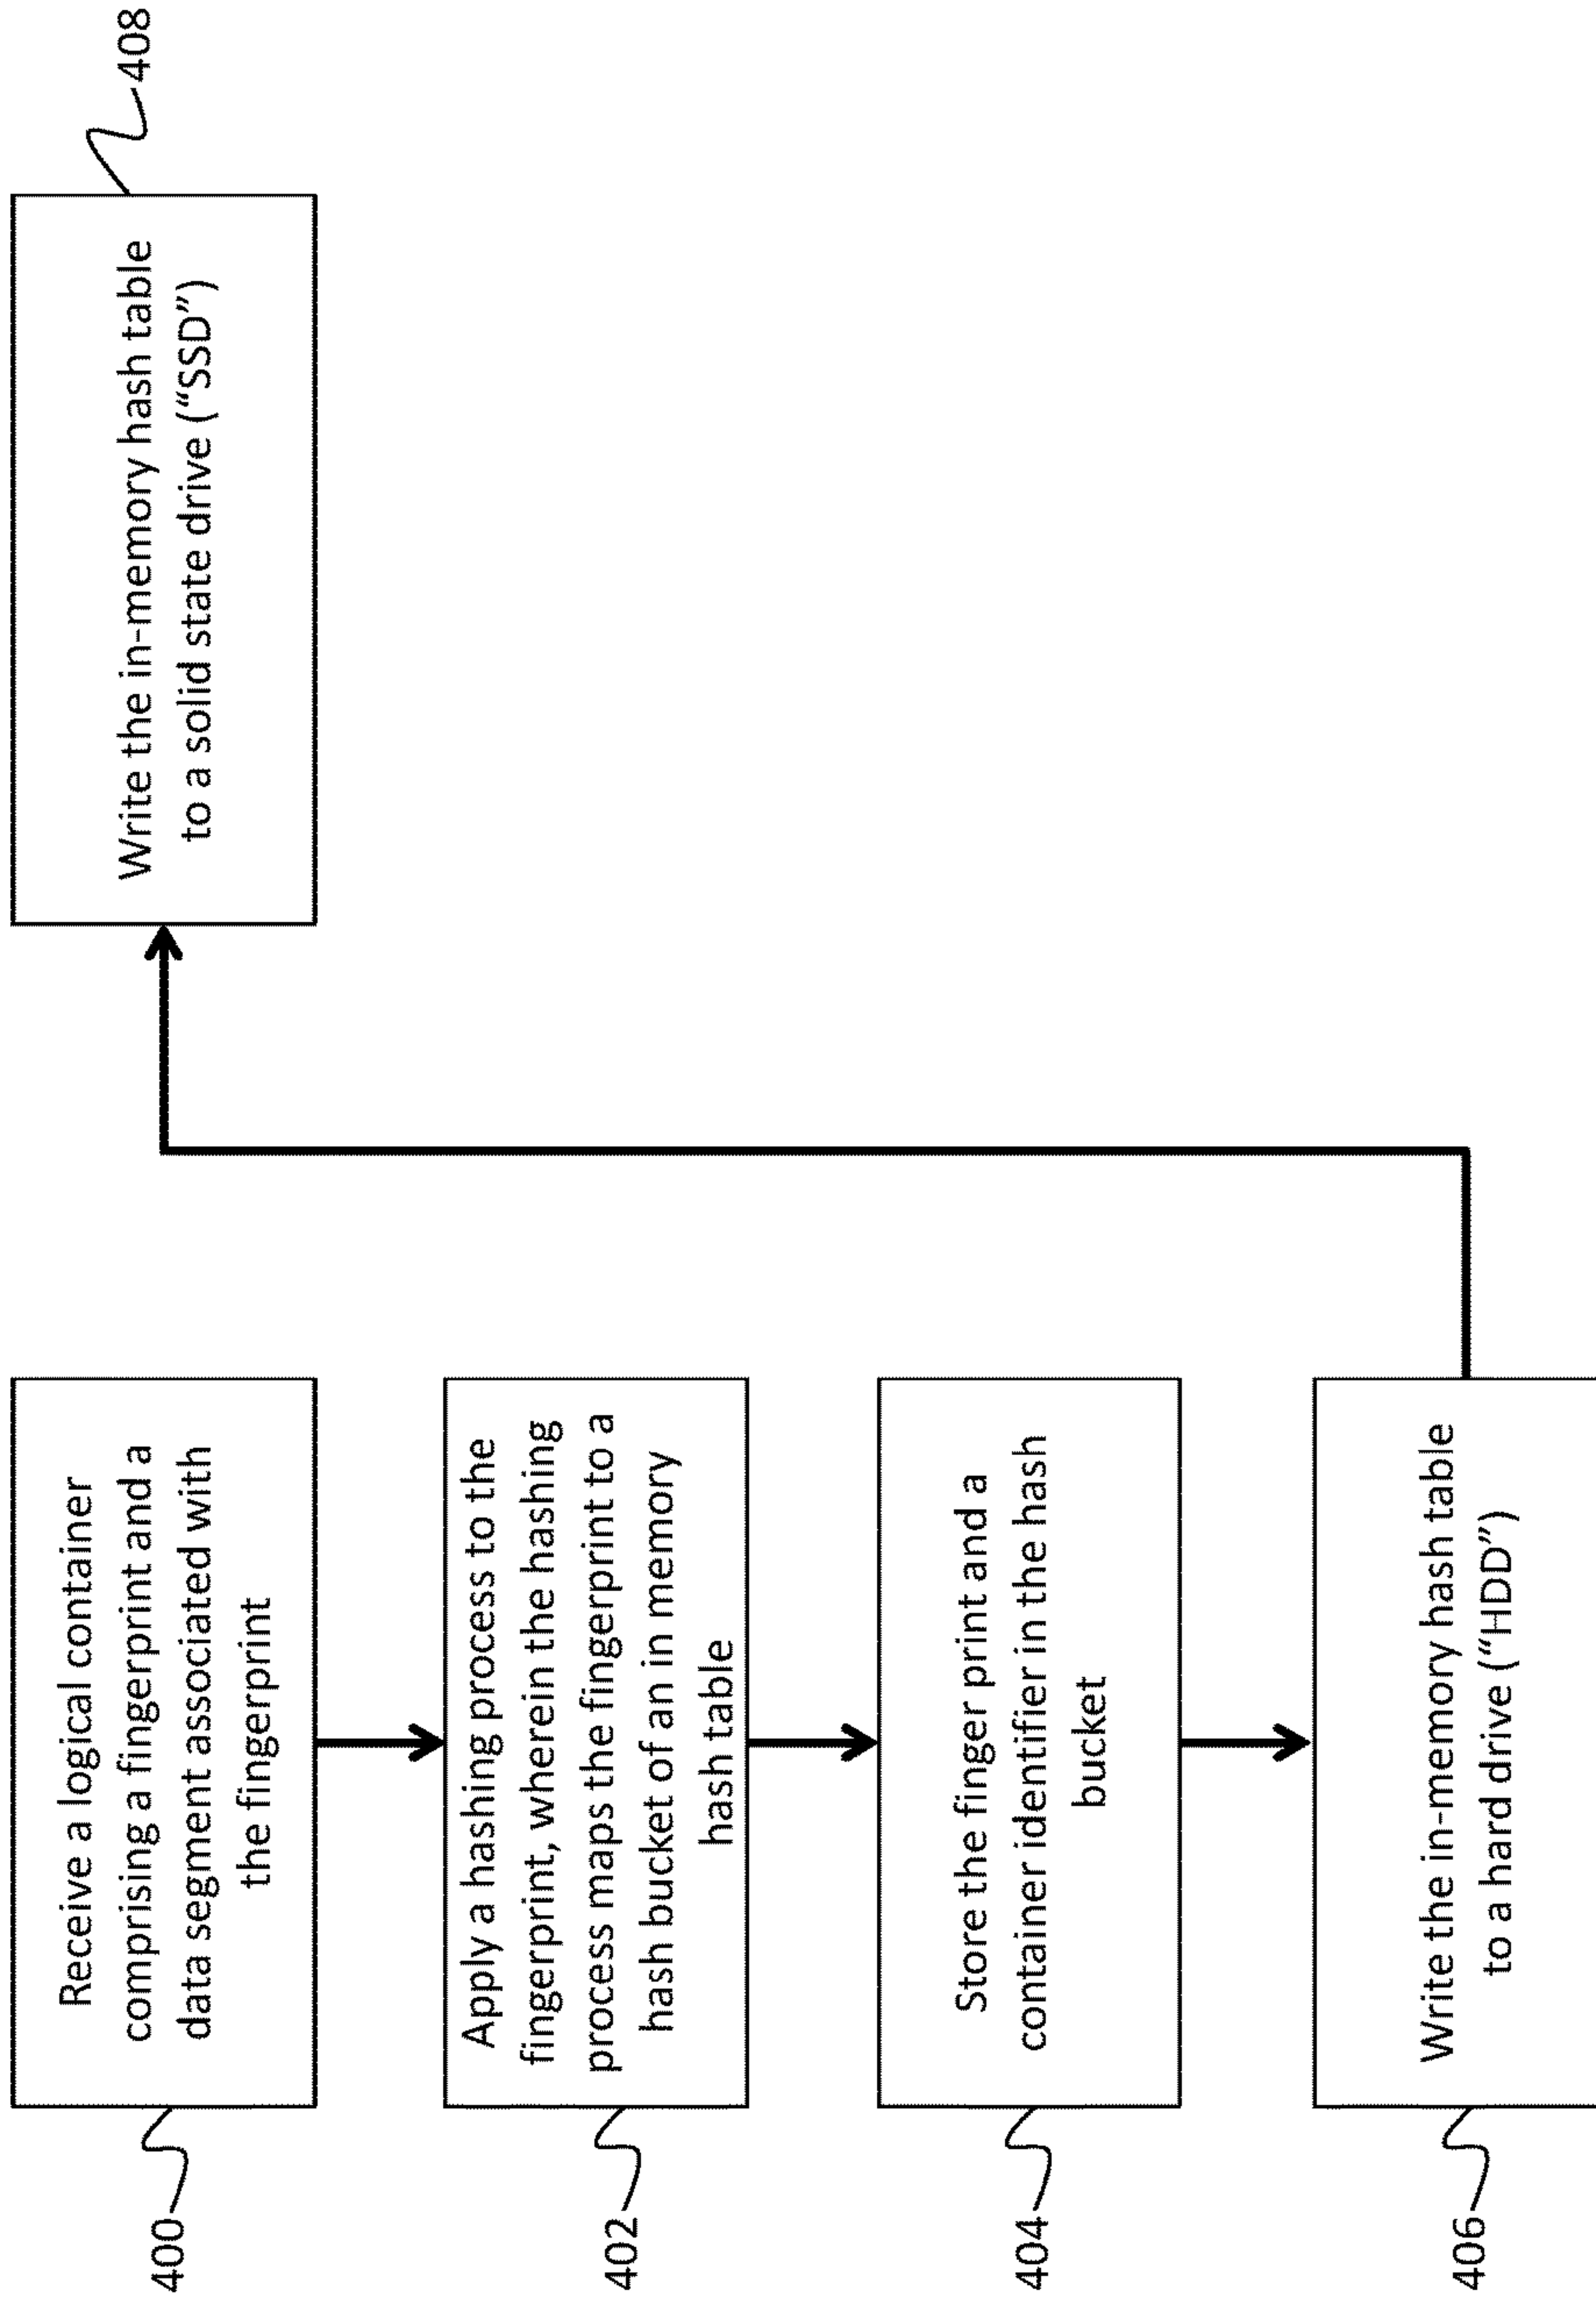 400
Receive a logical container
comprising a fingerprint and a
data segment associated with
the fingerprint
402
Apply a hashing process to the
fingerprint, wherein the hashing
process maps the fingerprint to a
hash bucket of an in memory
hash table
404
Store the finger print and a
container identifier in the hash
bucket
406
Write the in-memory hash table
to a hard drive (“HDD”)
Write the in-memory hash table
to a solid state drive (“SSD”)
408